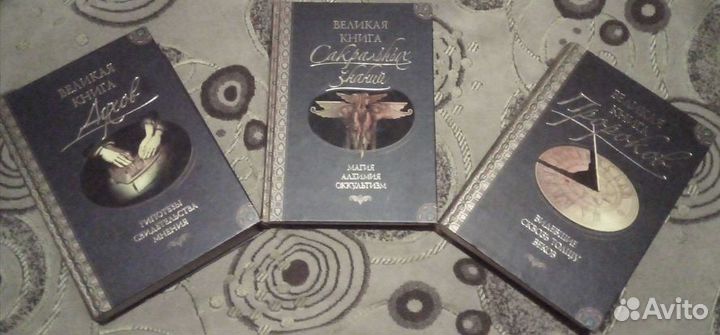 ВЕЛИКАЯ
КНИГА
Духов
ГИПОТЕЗЫ
СВИДЕТЕЛЬСТВА
МНЕНИЯ
ВЕЛИКАЯ
КНИГА
Сакральных
Знаний
МАГИЯ
АЛХИМИЯ
ОККУЛЬТИЗМ
ВЕЛИКАЯ
КНИГА
Пророков
ВИДЕВШИЕ
СКВОЗЬ ТОЛЩУ
ВЕКОВ
Avito